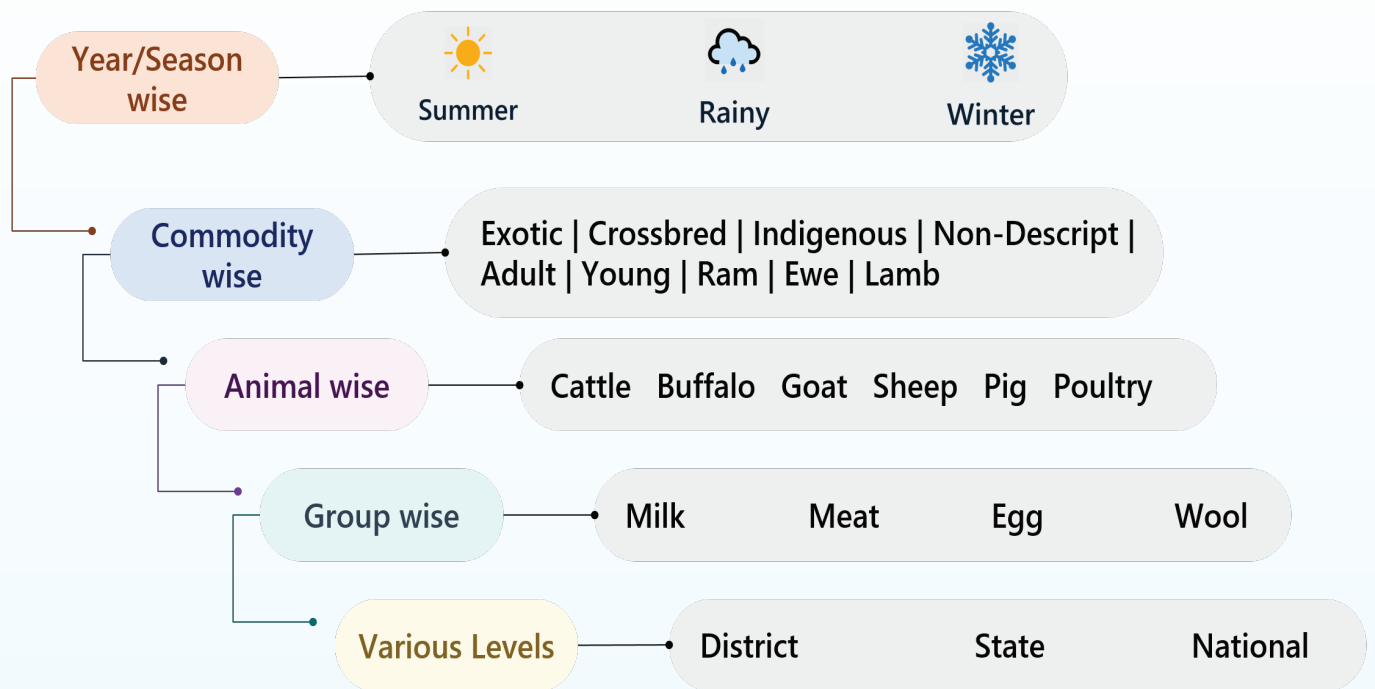 Year/Season
wise
Summer
Rainy
Winter
Commodity
wise
Exotic | Crossbred | Indigenous | Non-Descript |
Adult | Young | Ram | Ewe | Lamb
Animal wise
Cattle Buffalo Goat Sheep Pig Poultry
Group wise
Milk Meat Egg Wool
Various Levels
District State National